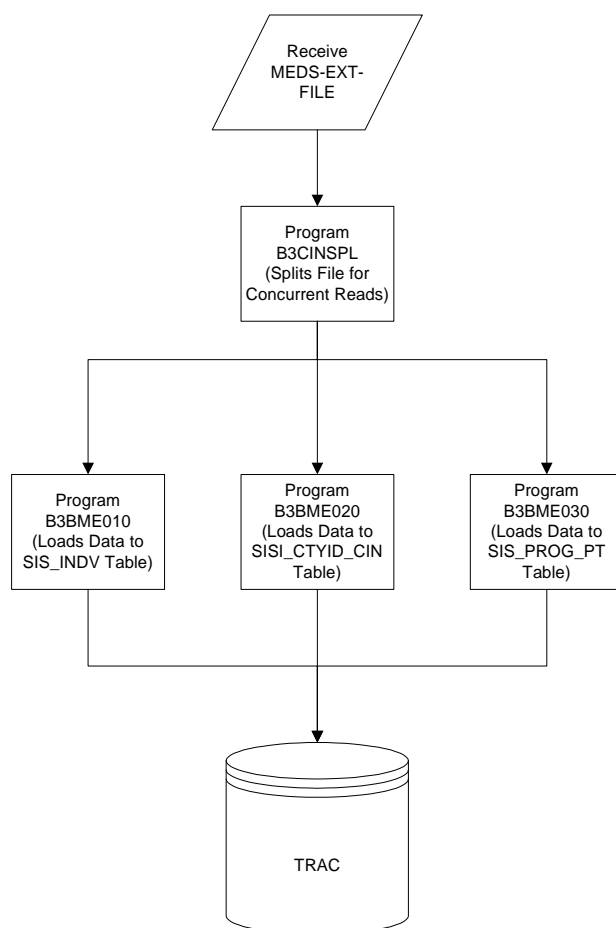 Receive
MEDS-EXT-
FILE
Program
B3CINSPL
(Splits File for
Concurrent Reads)
Program
B3BME010
(Loads Data to
SIS_INDV Table)
Program
B3BME020
(Loads Data to
SISI_CTYID_CIN
Table)
Program
B3BME030
(Loads Data to
SIS_PROG_PT
Table)
TRAC